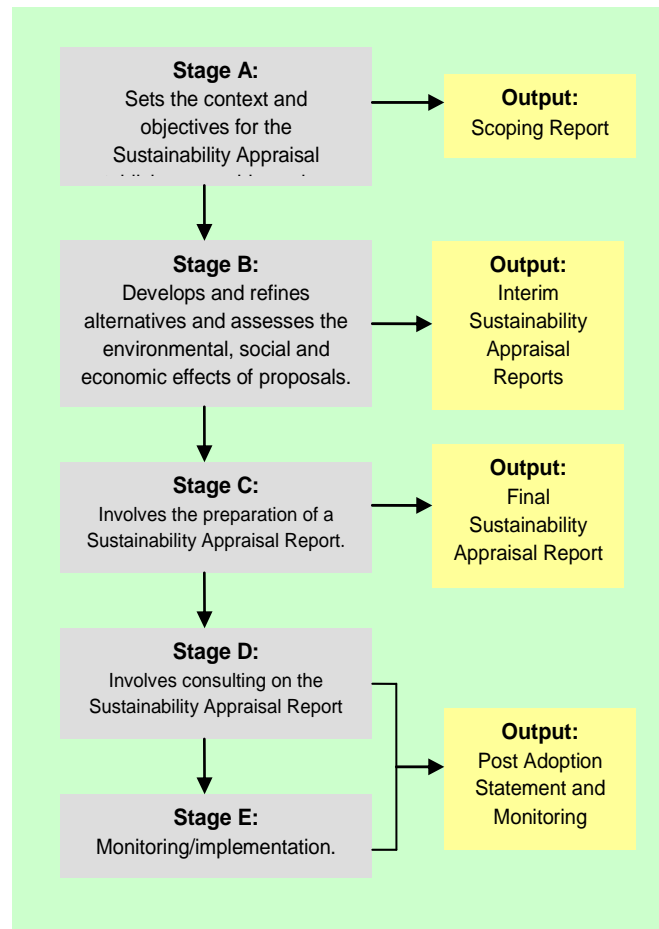 Stage A:
Sets the context and
objectives for the
Sustainability Appraisal
Output:
Scoping Report
Stage B:
Develops and refines
alternatives and assesses the
environmental, social and
economic effects of proposals.
Output:
Interim
Sustainability
Appraisal
Reports
Stage C:
Involves the preparation of a
Sustainability Appraisal Report.
Output:
Final
Sustainability
Appraisal Report
Stage D:
Involves consulting on the
Sustainability Appraisal Report
Stage E:
Monitoring/implementation.
Output:
Post Adoption
Statement and
Monitoring